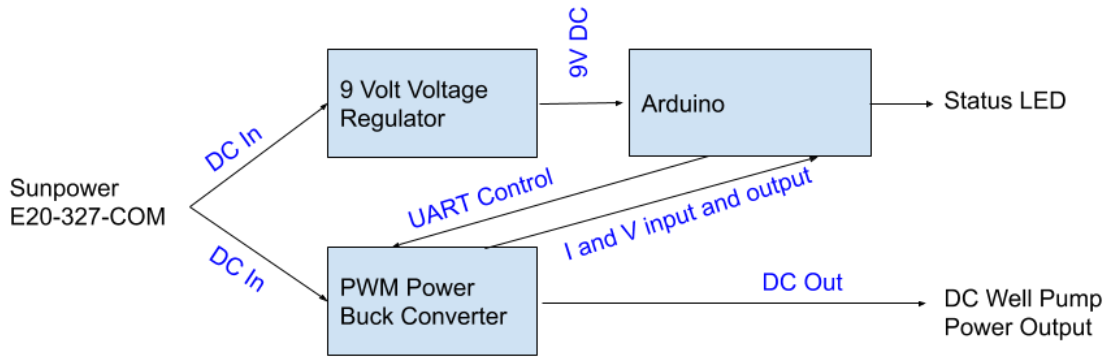 9V DC
9 Volt Voltage
Regulator
Arduino
Status LED
DC In
Sunpower
E20-327-COM
UART Control
I and V input and output
DC In
PWM Power
Buck Converter
DC Out
DC Well Pump
Power Output